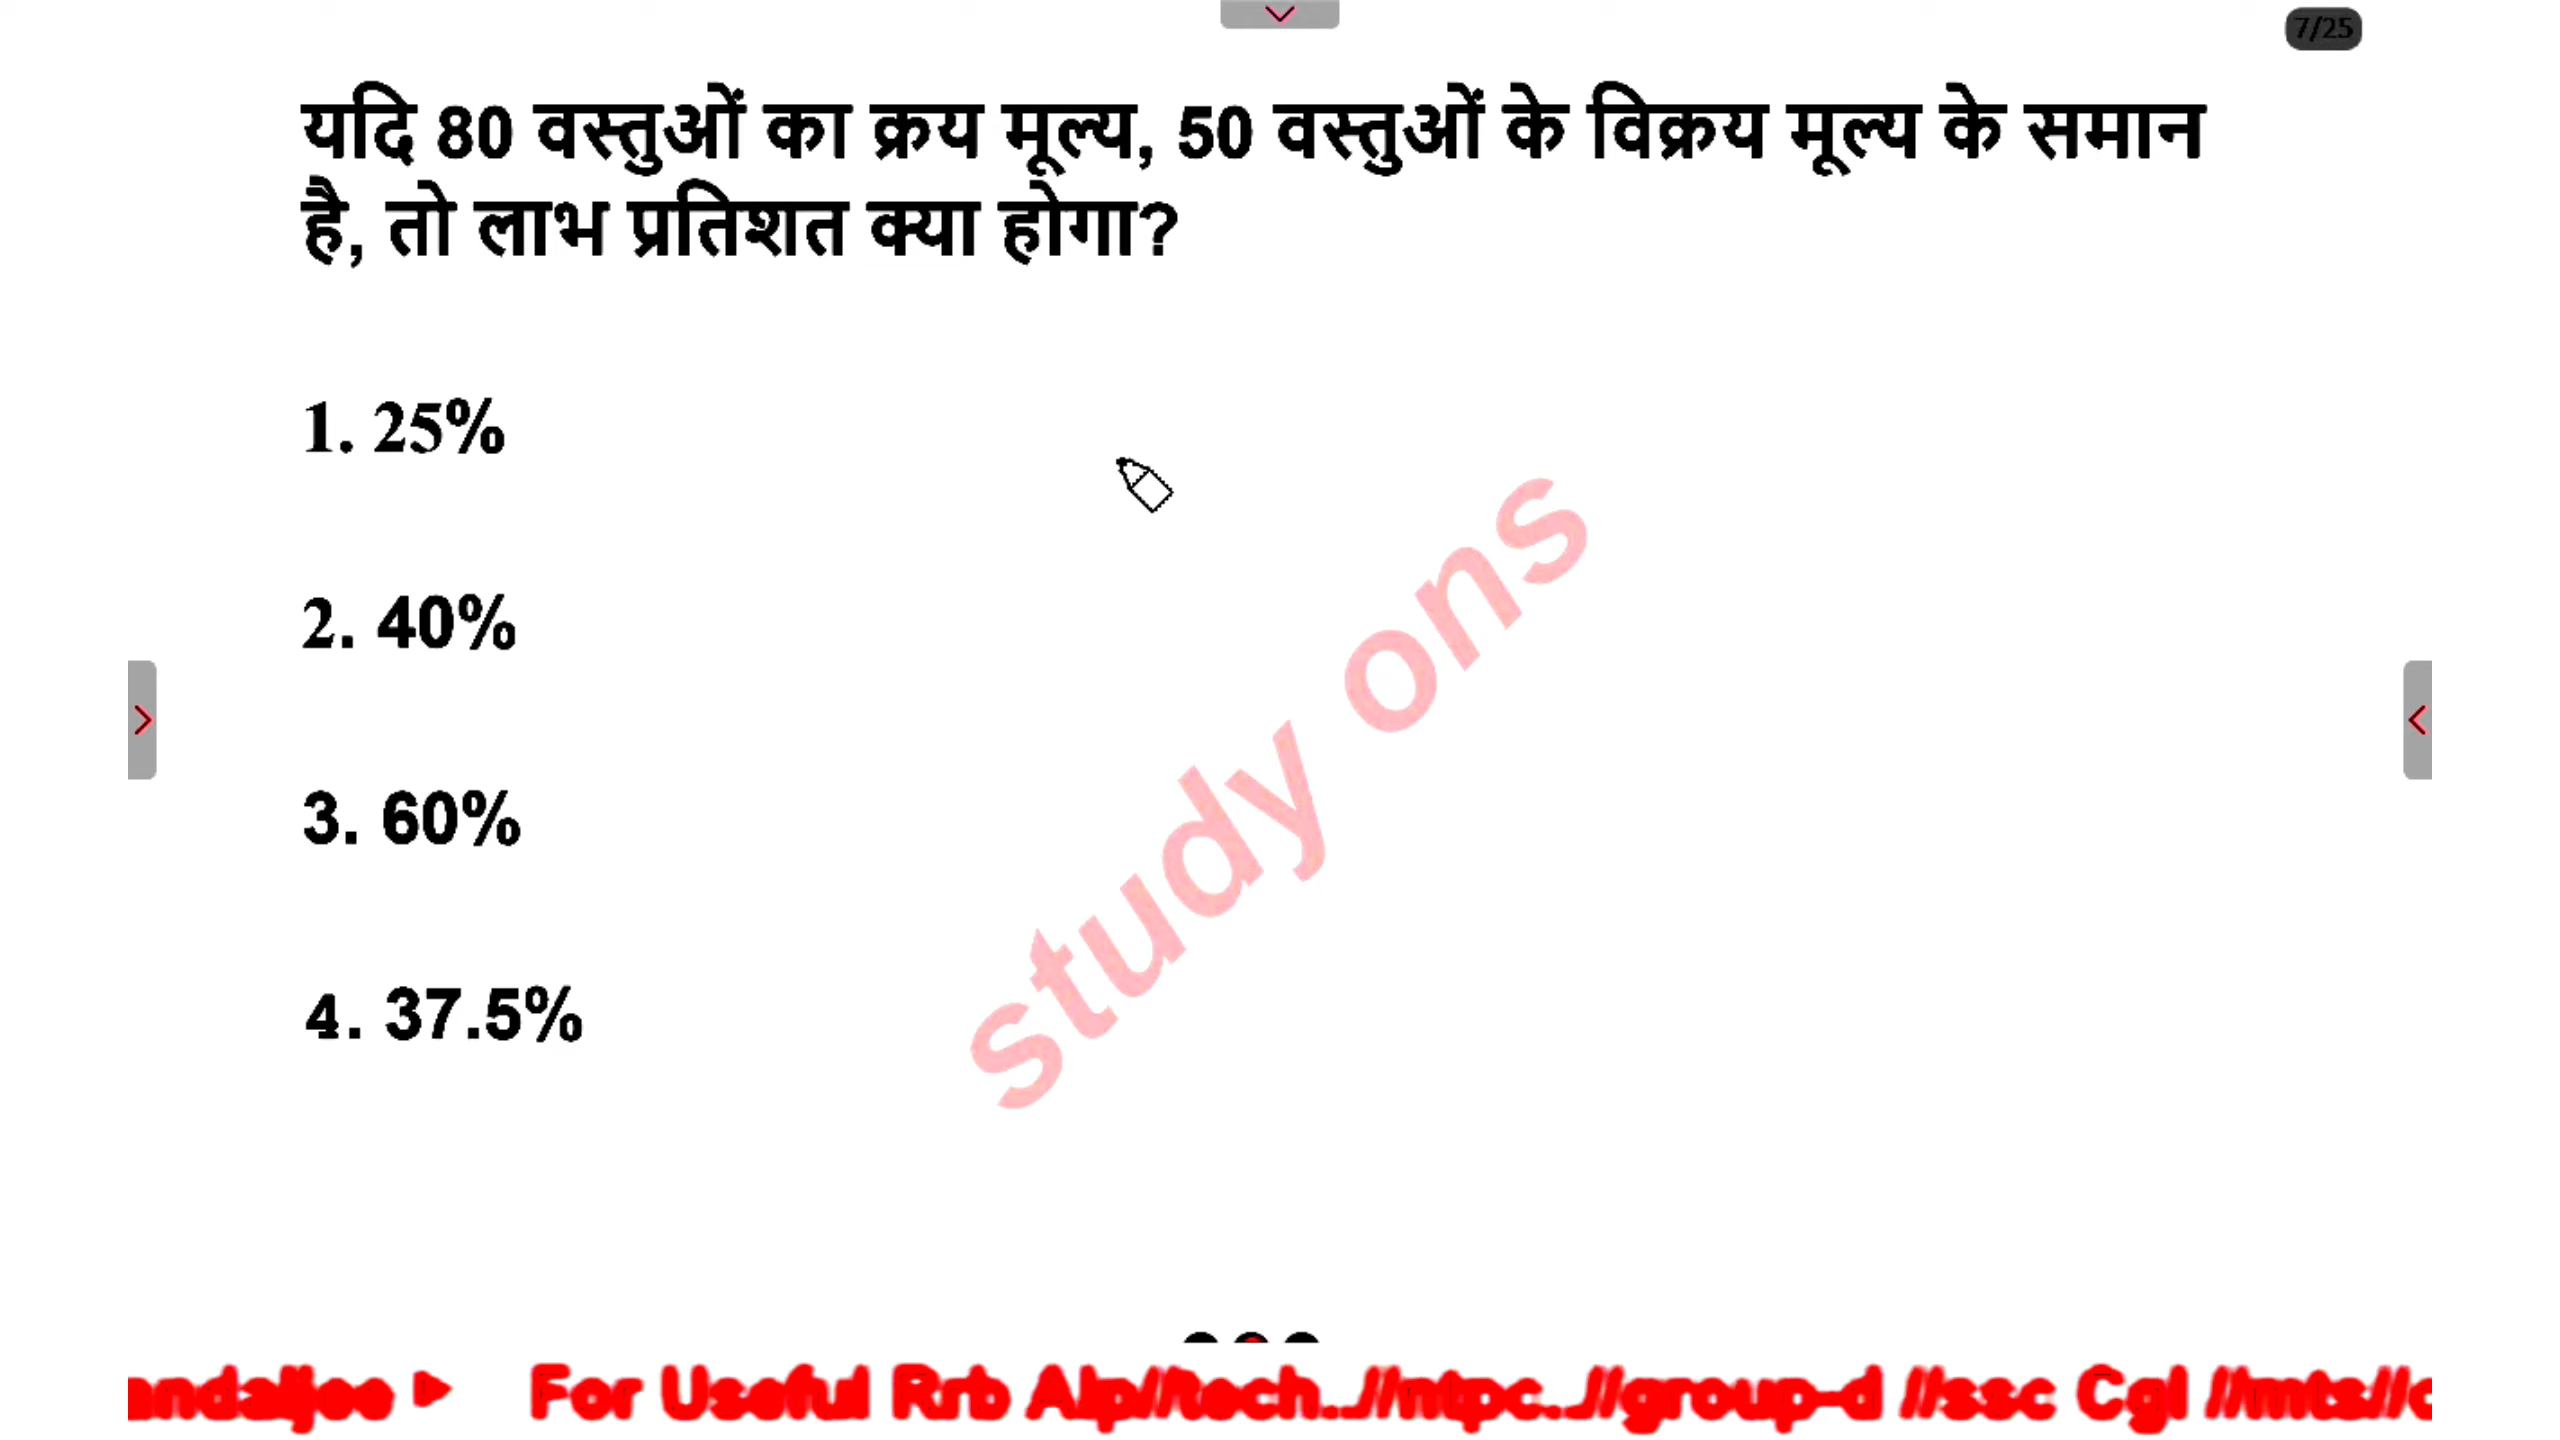 7/25
यदि 80 वस्तुओं का क्रय मूल्य, 50 वस्तुओं के विक्रय मूल्य के समान
है, तो लाभ प्रतिशत क्या होगा?
1. 25%
2. 40%
3. 60%
4. 37.5%
study ons
For Useful Rrb Alp//tech..//ntpc..//group-d //ssc Cgl //mts//